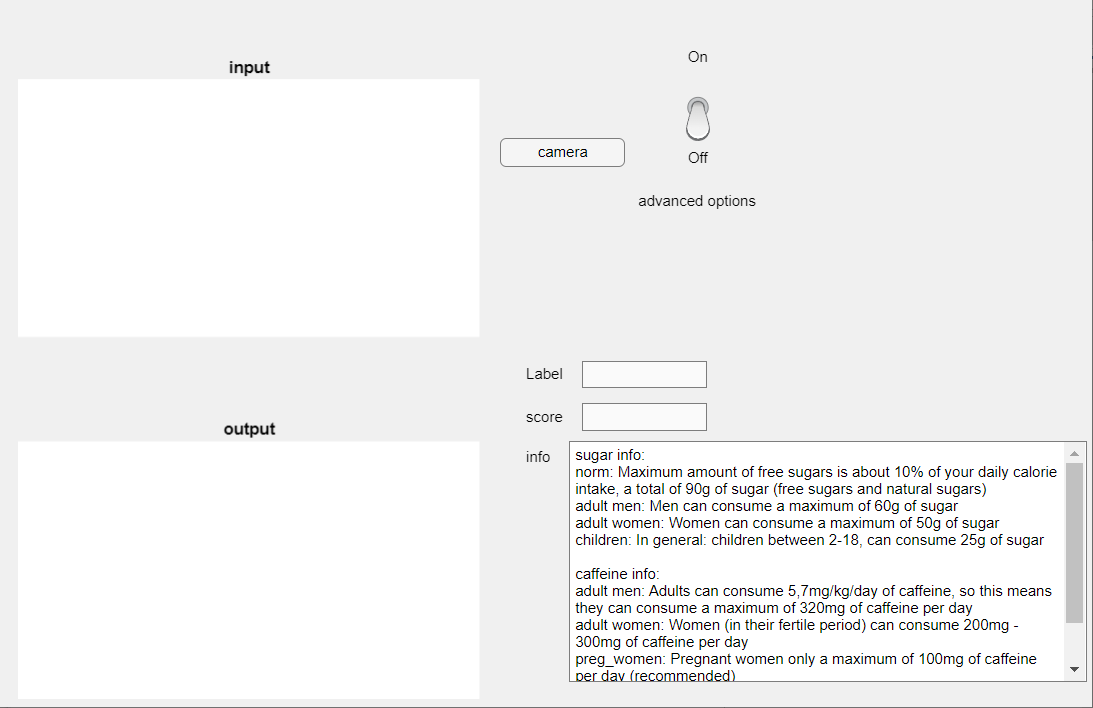 input
On
camera
Off
advanced options
Label
score
output
info
sugar info:
norm: Maximum amount of free sugars is about 10% of your daily calorie
intake, a total of 90g of sugar (free sugars and natural sugars)
adult men: Men can consume a maximum of 60g of sugar
adult women: Women can consume a maximum of 50g of sugar
children: In general: children between 2-18, can consume 25g of sugar
caffeine info:
adult men: Adults can consume 5,7mg/kg/day of caffeine, so this means
they can consume a maximum of 320mg of caffeine per day
adult women: Women (in their fertile period) can consume 200mg -
300mg of caffeine per day
preg_women: Pregnant women only a maximum of 100mg of caffeine
per day (recommended)